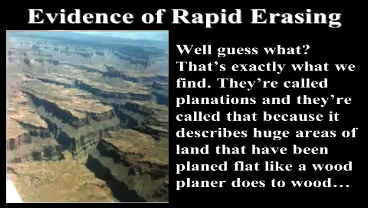 Evidence of Rapid Erasing
Well guess what?
That's exactly what we
find. They're called
planations and they're
called that because it
describes huge areas of
land that have been
planed flat like a wood
planer does to wood...